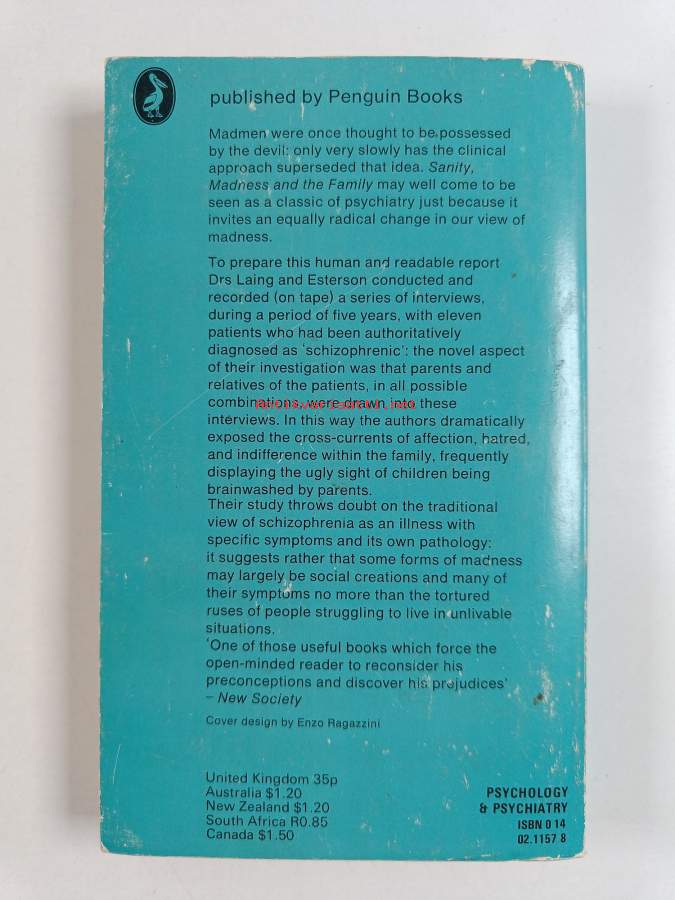 published by Penguin Books
Madmen were once thought to be possessed
by the devil: only very slowly has the clinical
approach superseded that idea. Sanity,
Madness and the Family may well come to be
seen as a classic of psychiatry just because it
invites an equally radical change in our view of
madness.
To prepare this human and readable report
Drs Laing and Esterson conducted and
recorded (on tape) a series of interviews,
during a period of five years, with eleven
patients who had been authoritatively
diagnosed as 'schizophrenic': the novel aspect
of their investigation was that parents and
relatives of the patients, in all possible
combinations, were drawn into these
interviews. In this way the authors dramatically
exposed the cross-currents of affection, hatred,
and indifference within the family, frequently
displaying the ugly sight of children being
brainwashed by parents.
Their study throws doubt on the traditional
view of schizophrenia as an illness with
specific symptoms and its own pathology:
it suggests rather that some forms of madness
may largely be social creations and many of
their symptoms no more than the tortured
ruses of people struggling to live in unlivable
situations.
'One of those useful books which force the
open-minded reader to reconsider his
preconceptions and discover his prejudices'
– New Society
Cover design by Enzo Ragazzini
United Kingdom 35p
Australia $1.20
New Zealand $1.20
South Africa R0.85
Canada $1.50
PSYCHOLOGY
& PSYCHIATRY
ISBN 0 14
02.1157 8